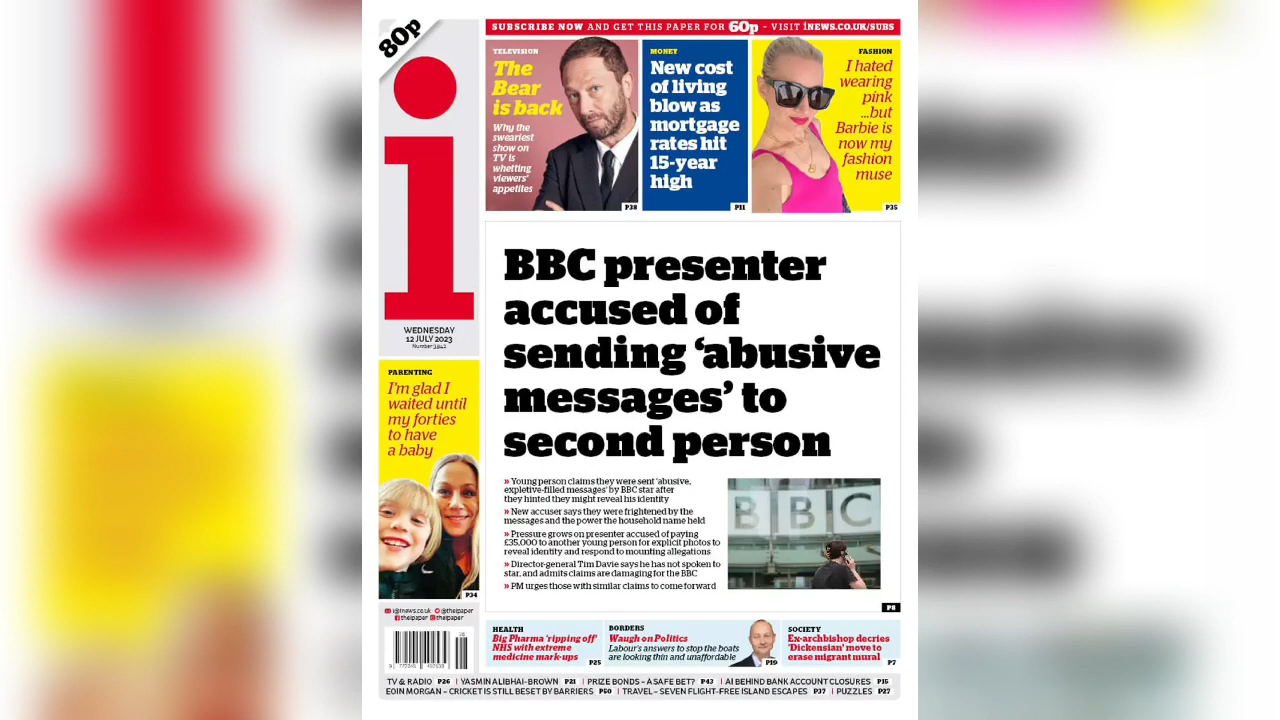 80p
SUBSCRIBE NOW AND GET THIS PAPER FOR 60p - VISIT iNEWS.CO.UK/SUBS
i
WEDNESDAY
12 JULY 2023
TELEVISION
The
Bear
is back
Why the
sweariest
show on
TV is
whetting
viewers'
appetites
P38
MONEY
New cost
of living
blow as
mortgage
rates hit
15-year
high
P11
FASHION
I hated
wearing
pink
...but
Barbie is
now my
fashion
muse
P35
PARENTING
I'm glad I
waited until
my forties
to have
a baby
P34
BBC presenter
accused of
sending ‘abusive
messages’ to
second person
» Young person claims they were sent ‘abusive,
expletive-filled messages’ by BBC star after
they hinted they might reveal his identity
» New accuser says they were frightened by the
messages and the power the household name held
» Pressure grows on presenter accused of paying
£35,000 to another young person for explicit photos to
reveal identity and respond to mounting allegations
» Director-general Tim Davie says he has not spoken to
star, and admits claims are damaging for the BBC
» PM urges those with similar claims to come forward
BBC
P8
i@inews.co.uk @theipaper
theipaper @theipaper
HEALTH
Big Pharma ‘ripping off’
NHS with extreme
medicine mark-ups
P25
BORDERS
Waugh on Politics
Labour's answers to stop the boats
are looking thin and unaffordable
P19
SOCIETY
Ex-archbishop decries
‘Dickensian’ move to
erase migrant mural
P7
TV & RADIO P26 | YASMIN ALIBHAI-BROWN P21 | PRIZE BONDS – A SAFE BET? P43 | AI BEHIND BANK ACCOUNT CLOSURES P15
EOIN MORGAN – CRICKET IS STILL BESET BY BARRIERS P50 | TRAVEL – SEVEN FLIGHT-FREE ISLAND ESCAPES P37 | PUZZLES P27